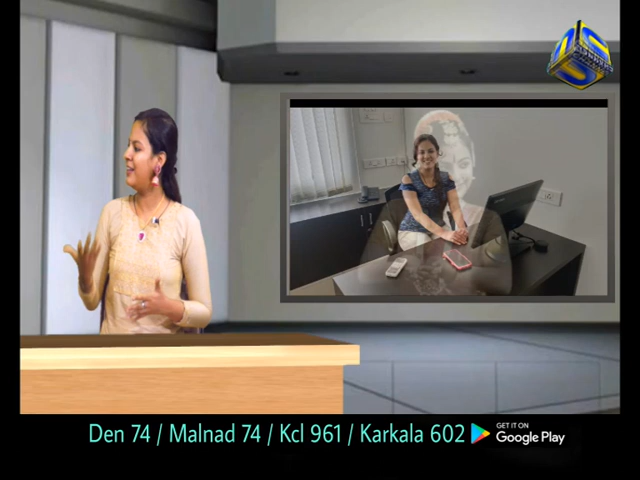 Den 74 / Malnad 74 / Kcl 961 / Karkala 602
GET IT ON
Google Play